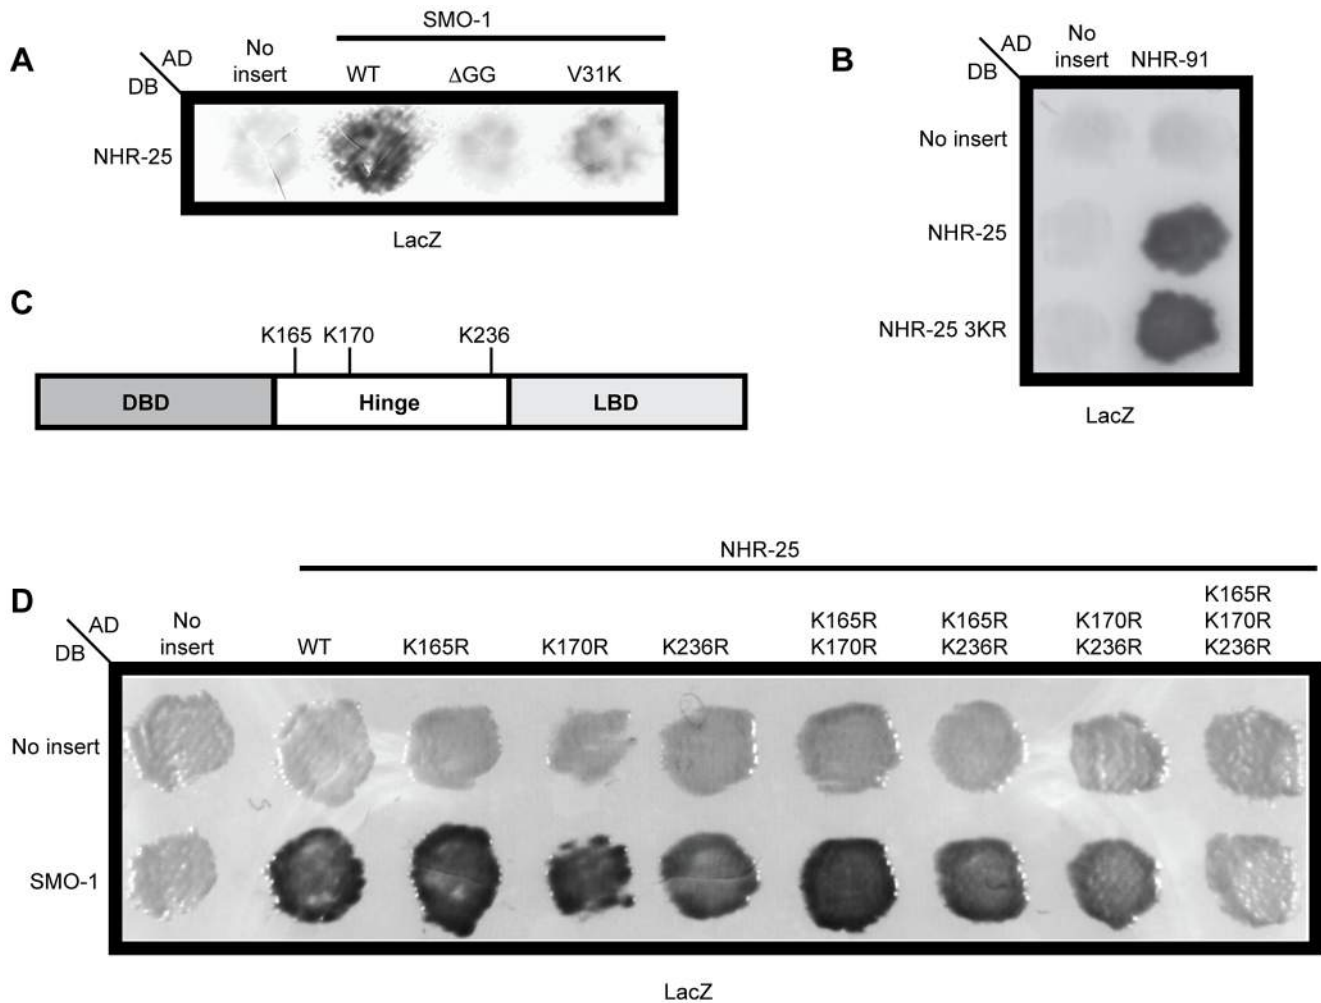 A
SMO-1
AD
DB
No
insert
WT
ΔGG
V31K
NHR-25
LacZ
B
AD
DB
No
insert
NHR-91
No insert
NHR-25
NHR-25 3KR
LacZ
C
K165
K170
K236
DBD
Hinge
LBD
D
NHR-25
AD
DB
No
insert
WT
K165R
K170R
K236R
K165R
K170R
K165R
K236R
K170R
K236R
K165R
K170R
K236R
No insert
SMO-1
LacZ